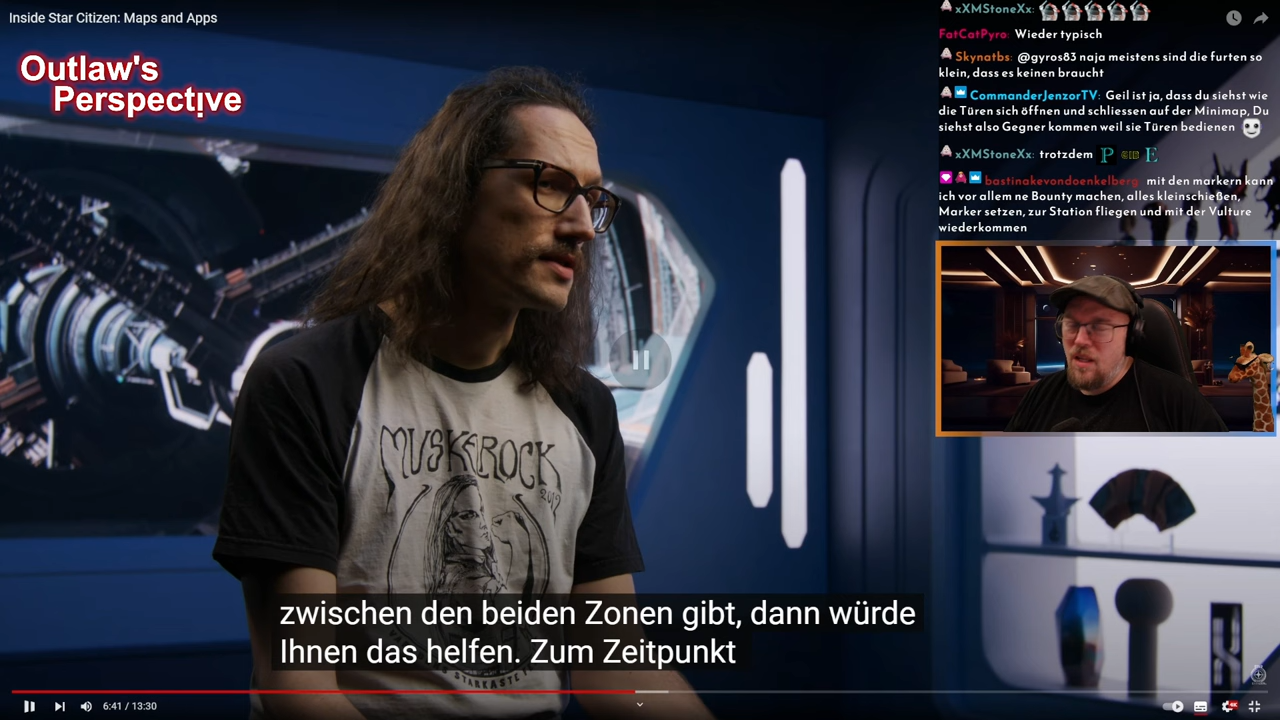 Inside Star Citizen: Maps and Apps
Outlaw's
Perspective
xXMStoneXx:
FatCatPyro: Wieder typisch
Skynatbs: @gyros83 naja meistens sind die furten so
klein, dass es keinen braucht
CommanderJenzorTV: Geil ist ja, dass du siehst wie
die Türen sich öffnen und schliessen auf der Minimap, Du
siehst also Gegner kommen weil sie Türen bedienen
xXMStoneXx: trotzdem P E
bastinakevondoenkelberg: mit den markern kann
ich vor allem ne Bounty machen, alles kleinschießen,
Marker setzen, zur Station fliegen und mit der Vulture
wiederkommen
MUSKEROCK
2019
zwischen den beiden Zonen gibt, dann würde
Ihnen das helfen. Zum Zeitpunkt
6:41 / 13:30